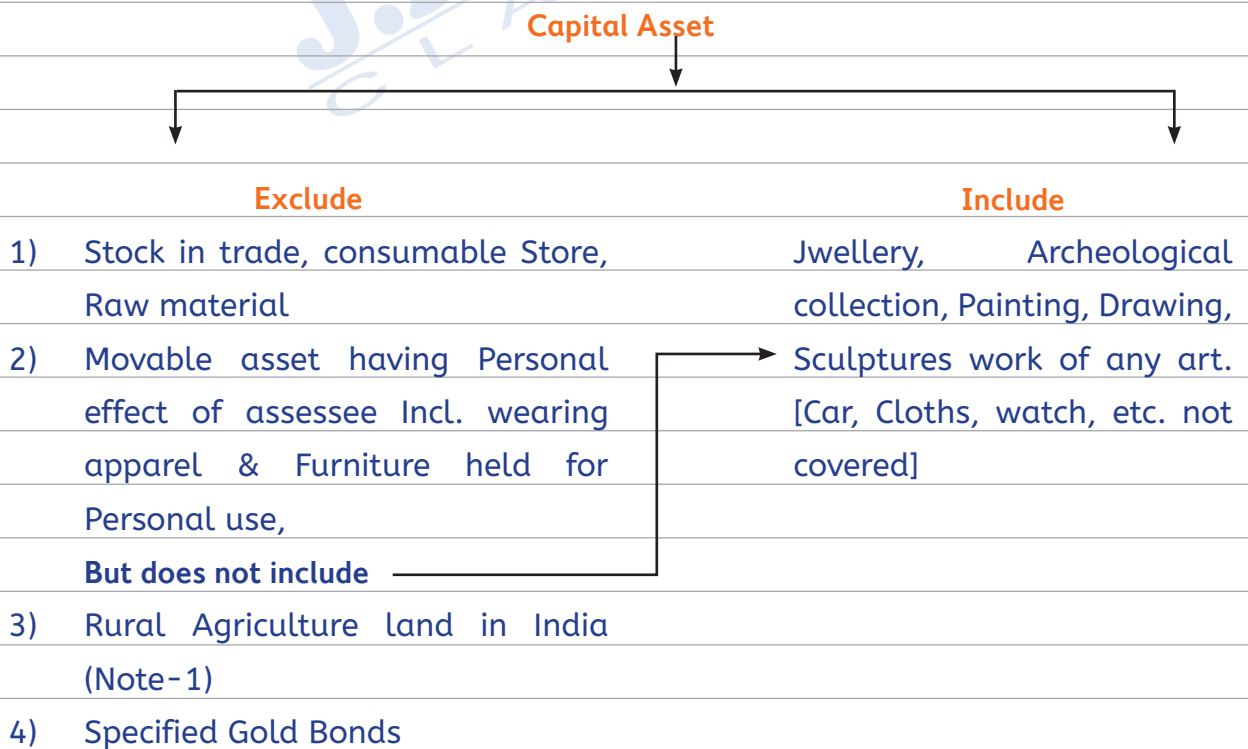 J.
C L A
Capital Asset
Exclude
1) Stock in trade, consumable Store,
Raw material
2) Movable asset having Personal
effect of assessee Incl. wearing
apparel & Furniture held for
Personal use,
But does not include
3) Rural Agriculture land in India
(Note-1)
4) Specified Gold Bonds
Include
Jwellery, Archeological
collection, Painting, Drawing,
Sculptures work of any art.
[Car, Cloths, watch, etc. not
covered]